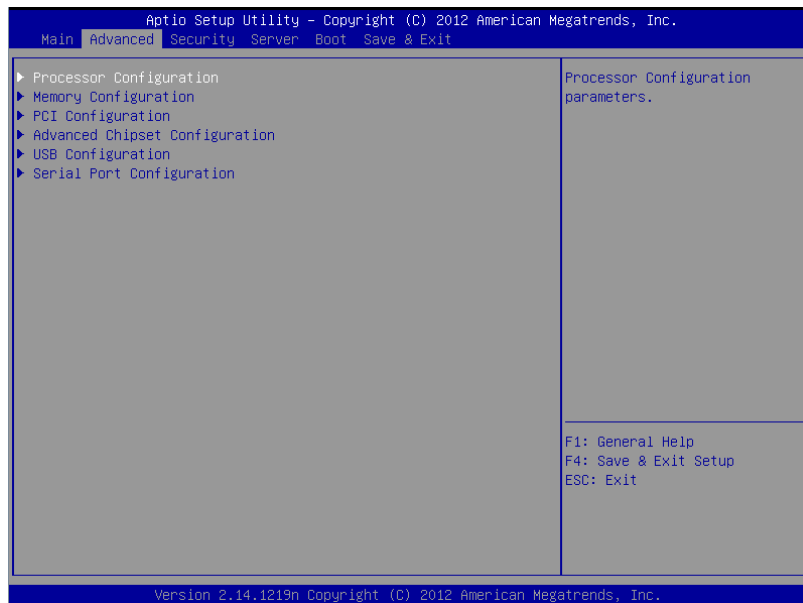 Aptio Setup Utility – Copyright (C) 2012 American Megatrends, Inc.
Main Advanced Security Server Boot Save & Exit
Processor Configuration
Memory Configuration
PCI Configuration
Advanced Chipset Configuration
USB Configuration
Serial Port Configuration
Processor Configuration
parameters.
F1: General Help
F4: Save & Exit Setup
ESC: Exit
Version 2.14.1219n Copyright (C) 2012 American Megatrends, Inc.